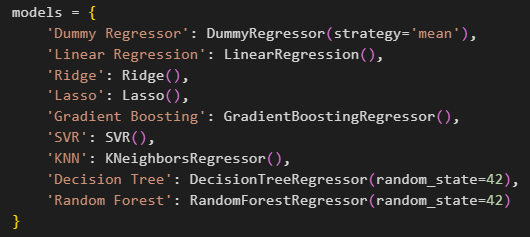 models = {
    'Dummy Regressor': DummyRegressor(strategy='mean'),
    'Linear Regression': LinearRegression(),
    'Ridge': Ridge(),
    'Lasso': Lasso(),
    'Gradient Boosting': GradientBoostingRegressor(),
    'SVR': SVR(),
    'KNN': KNeighborsRegressor(),
    'Decision Tree': DecisionTreeRegressor(random_state=42),
    'Random Forest': RandomForestRegressor(random_state=42)
}